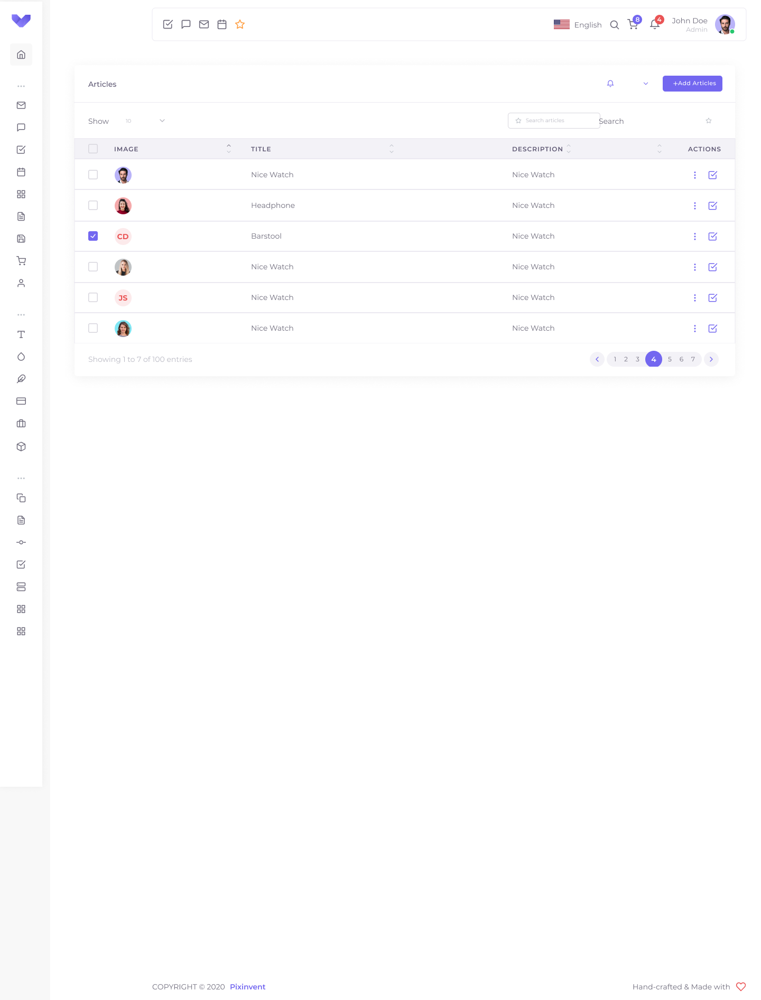 English
8
4
John Doe
Admin
Articles
+Add Articles
Show
10
Search articles
Search
IMAGE
TITLE
DESCRIPTION
ACTIONS
Nice Watch
Nice Watch
Headphone
Nice Watch
CD
Barstool
Nice Watch
Nice Watch
Nice Watch
JS
Nice Watch
Nice Watch
Nice Watch
Nice Watch
Showing 1 to 7 of 100 entries
1 2 3 4 5 6 7
COPYRIGHT © 2020 Pixinvent
Hand-crafted & Made with